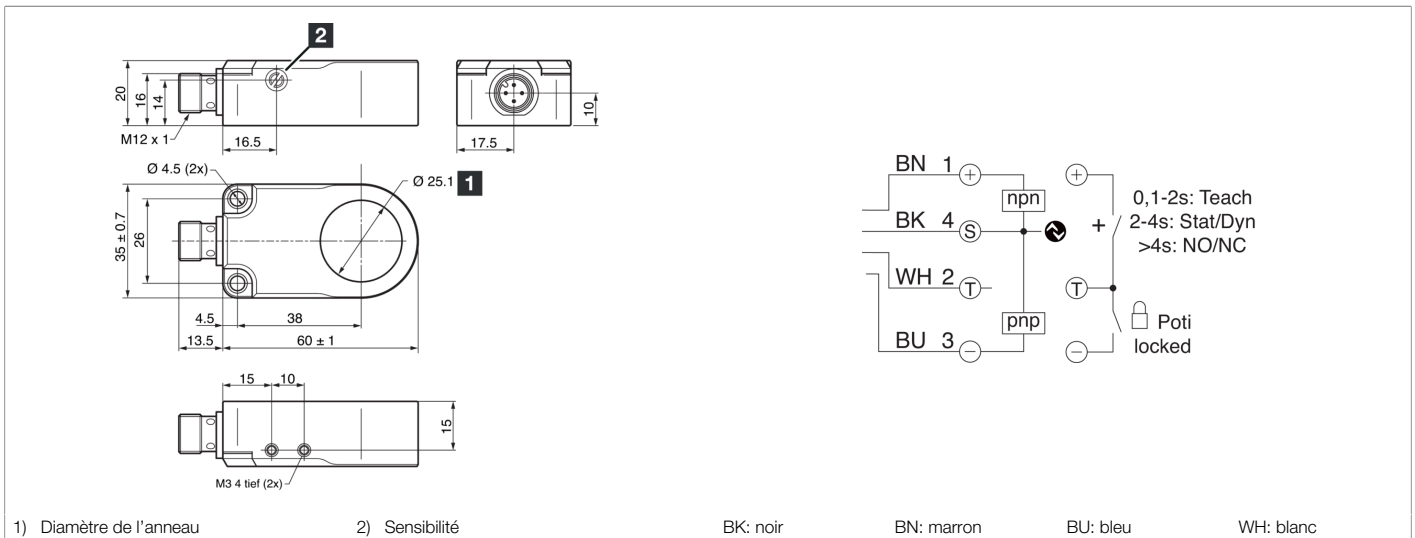 2
20
16
14
10
M12 x 1
16.5
17.5
Ø 4.5 (2x)
Ø 25.1 1
35 ± 0.7
26
4.5
38
13.5
60 ± 1
15
10
15
M3 4 tief (2x)
BN 1 +
npn
BK 4 S
WH 2 T
pnp
BU 3 −
+
+
0,1-2s: Teach
2-4s: Stat/Dyn
>4s: NO/NC
T
Poti
locked
−
1) Diamètre de l'anneau
2) Sensibilité
BK: noir
BN: marron
BU: bleu
WH: blanc